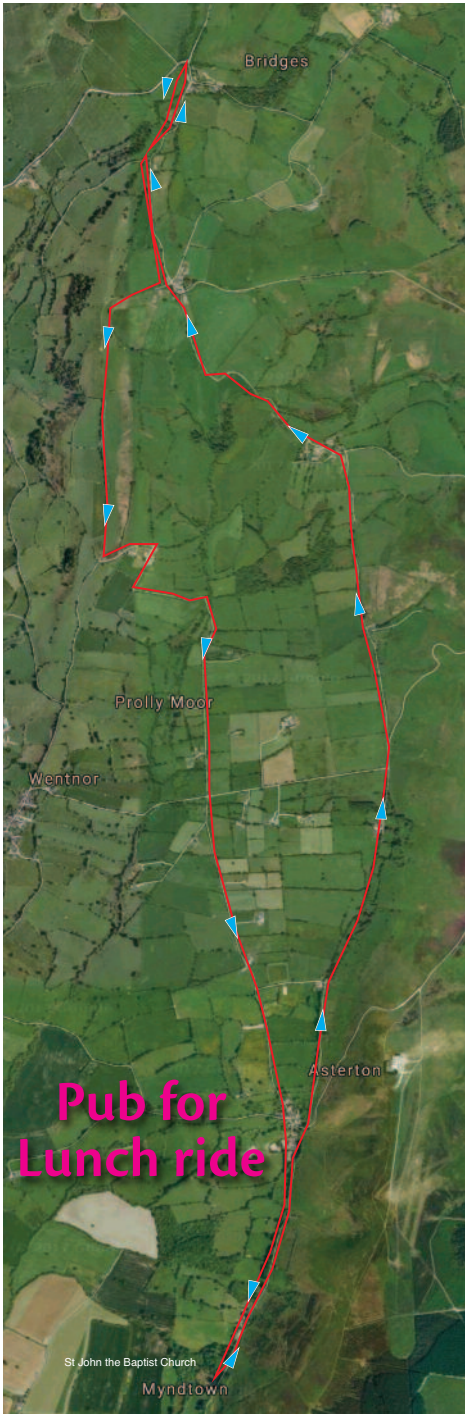 Bridges
Prolly Moor
Wentnor
Asterton
Pub for
Lunch ride
St John the Baptist Church
Myndtown